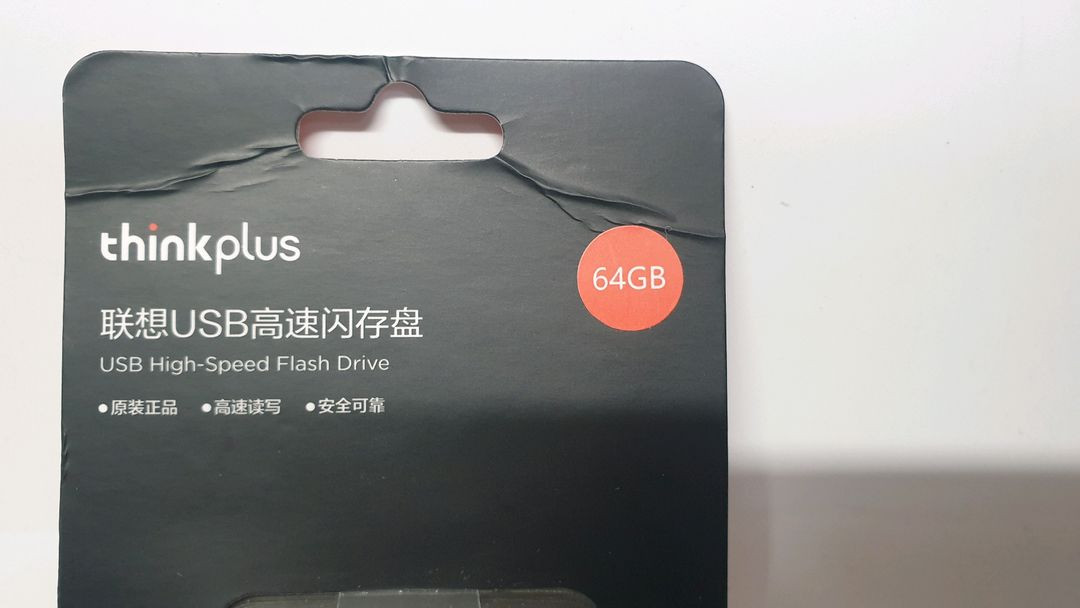 thinkplus
64GB
联想USB高速闪存盘
USB High-Speed Flash Drive
●原装正品 ●高速读写 ●安全可靠